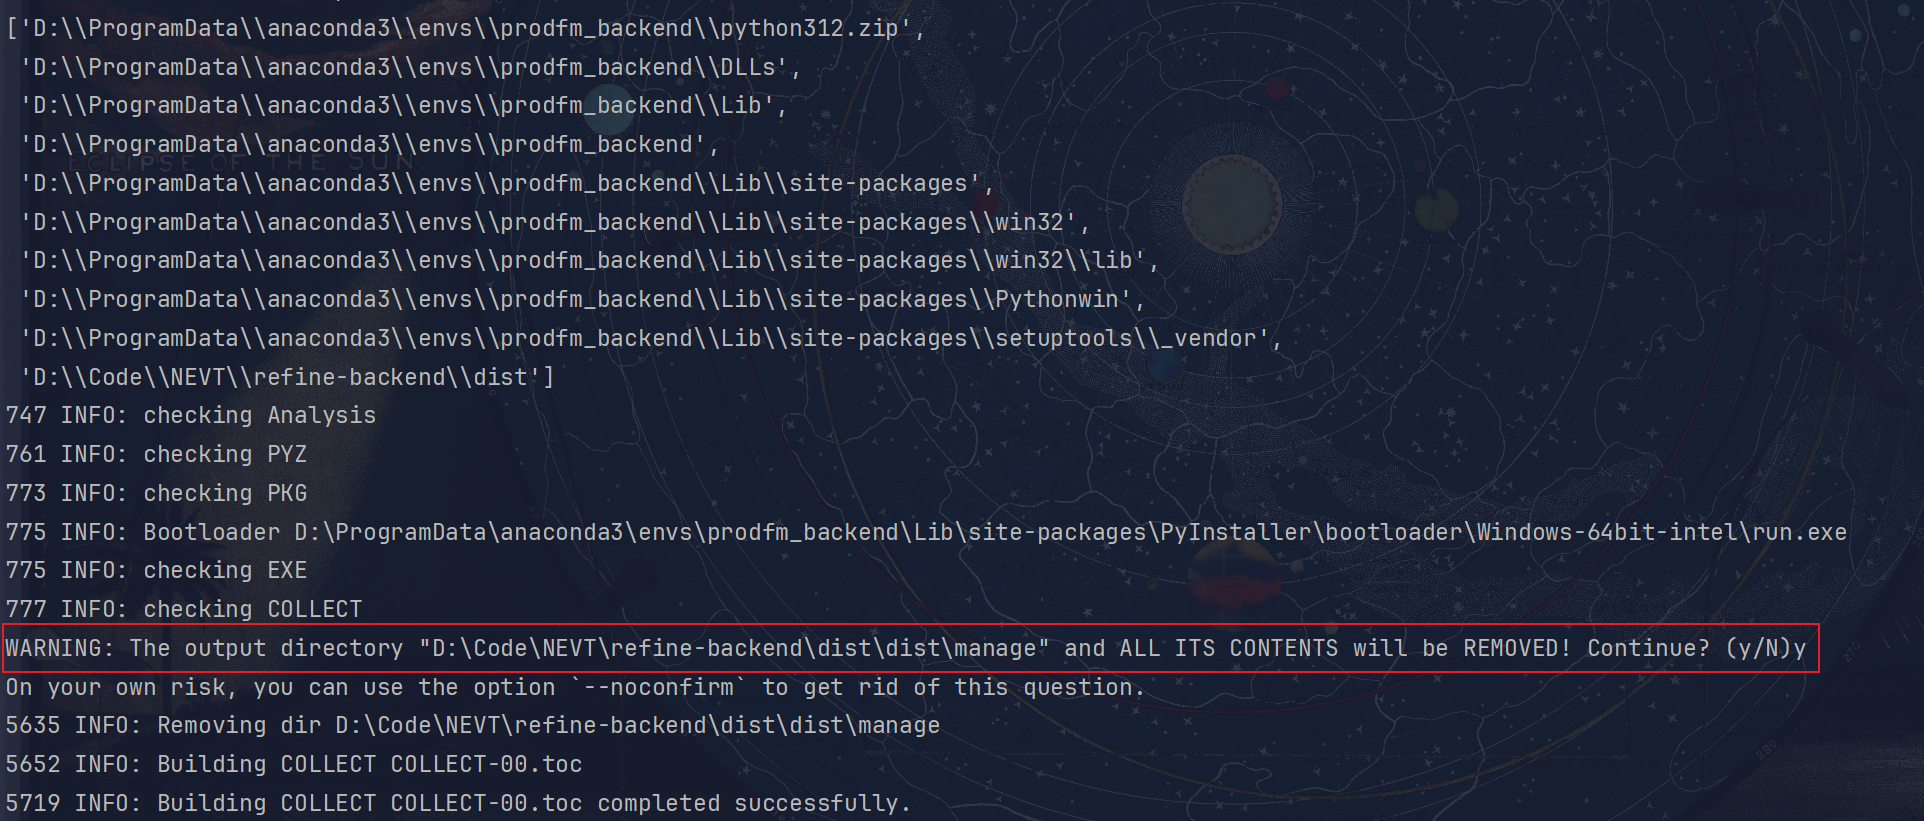 ['D:\\ProgramData\\anaconda3\\envs\\prodfm_backend\\python312.zip',
'D:\\ProgramData\\anaconda3\\envs\\prodfm_backend\\DLLs',
'D:\\ProgramData\\anaconda3\\envs\\prodfm_backend\\Lib',
'D:\\ProgramData\\anaconda3\\envs\\prodfm_backend',
ECLIPSE OF THE SUN
'D:\\ProgramData\\anaconda3\\envs\\prodfm_backend\\Lib\\site-packages',
'D:\\ProgramData\\anaconda3\\envs\\prodfm_backend\\Lib\\site-packages\\win32',
'D:\\ProgramData\\anaconda3\\envs\\prodfm_backend\\Lib\\site-packages\\win32\\lib',
'D:\\ProgramData\\anaconda3\\envs\\prodfm_backend\\Lib\\site-packages\\Pythonwin',
'D:\\ProgramData\\anaconda3\\envs\\prodfm_backend\\Lib\\site-packages\\setuptools\\_vendor',
'D:\\Code\\NEVT\\refine-backend\\dist']
747 INFO: checking Analysis
761 INFO: checking PYZ
773 INFO: checking PKG
775 INFO: Bootloader D:\ProgramData\anaconda3\envs\prodfm_backend\Lib\site-packages\PyInstaller\bootloader\Windows-64bit-intel\run.exe
775 INFO: checking EXE
777 INFO: checking COLLECT
WARNING: The output directory "D:\Code\NEVT\refine-backend\dist\dist\manage" and ALL ITS CONTENTS will be REMOVED! Continue? (y/N)y
On your own risk, you can use the option `--noconfirm` to get rid of this question.
5635 INFO: Removing dir D:\Code\NEVT\refine-backend\dist\dist\manage
5652 INFO: Building COLLECT COLLECT-00.toc
5719 INFO: Building COLLECT COLLECT-00.toc completed successfully.